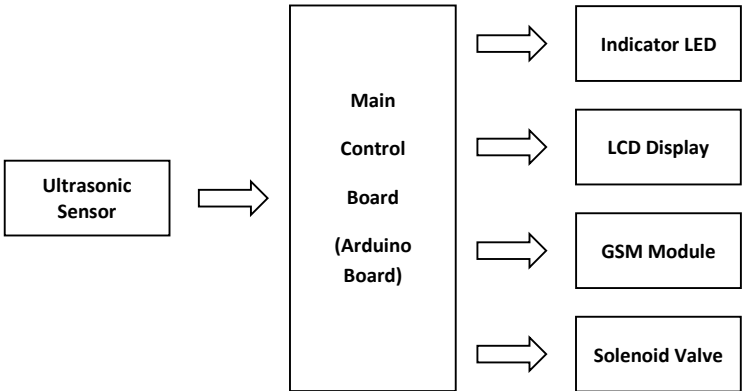 Ultrasonic
Sensor
Main
Control
Board
(Arduino
Board)
Indicator LED
LCD Display
GSM Module
Solenoid Valve